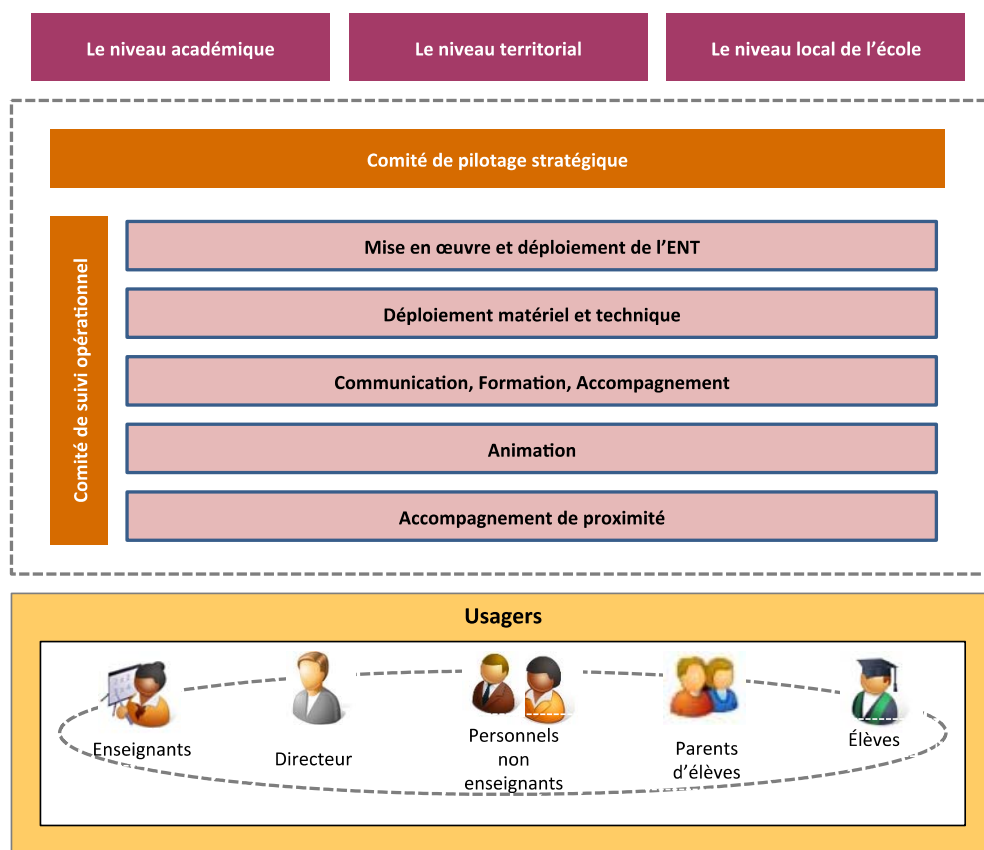 Le niveau académique
Le niveau territorial
Le niveau local de l’école
Comité de pilotage stratégique
Comité de suivi opérationnel
Mise en œuvre et déploiement de l’ENT
Déploiement matériel et technique
Communication, Formation, Accompagnement
Animation
Accompagnement de proximité
Usagers
Enseignants
Directeur
Personnels
non
enseignants
Parents
d’élèves
Élèves